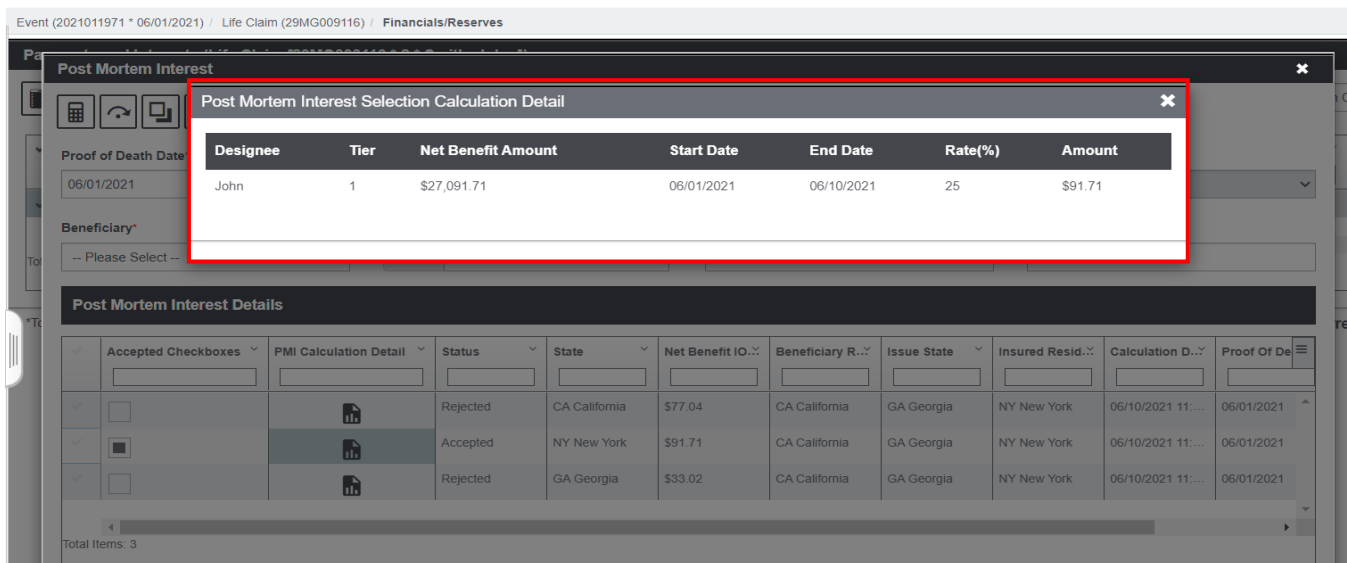 Event (2021011971 * 06/01/2021) / Life Claim (29MG009116) / Financials/Reserves
Post Mortem Interest
Post Mortem Interest Selection Calculation Detail
Designee Tier Net Benefit Amount Start Date End Date Rate(%) Amount
John 1 $27,091.71 06/01/2021 06/10/2021 25 $91.71
Proof of Death Date*
06/01/2021
Beneficiary*
-- Please Select --
Post Mortem Interest Details
Accepted Checkboxes PMI Calculation Detail Status State Net Benefit IO... Beneficiary R... Issue State Insured Resid... Calculation D... Proof Of De
Rejected CA California $77.04 CA California GA Georgia NY New York 06/10/2021 11:... 06/01/2021
Accepted NY New York $91.71 CA California GA Georgia NY New York 06/10/2021 11:... 06/01/2021
Rejected GA Georgia $33.02 CA California GA Georgia NY New York 06/10/2021 11:... 06/01/2021
Total Items: 3